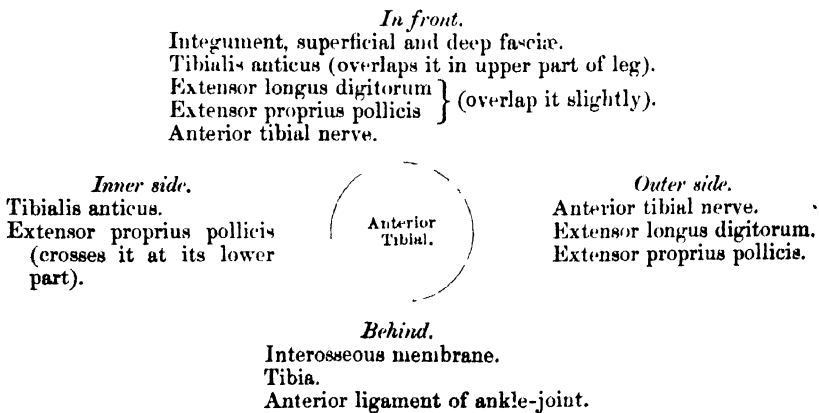 In front.
Integument, superficial and deep fasciæ.
Tibialis anticus (overlaps it in upper part of leg).
Extensor longus digitorum
Extensor proprius pollicis } (overlap it slightly).
Anterior tibial nerve.
Inner side.
Tibialis anticus.
Extensor proprius pollicis
(crosses it at its lower
part).
Anterior
Tibial.
Outer side.
Anterior tibial nerve.
Extensor longus digitorum.
Extensor proprius pollicis.
Behind.
Interosseous membrane.
Tibia.
Anterior ligament of ankle-joint.